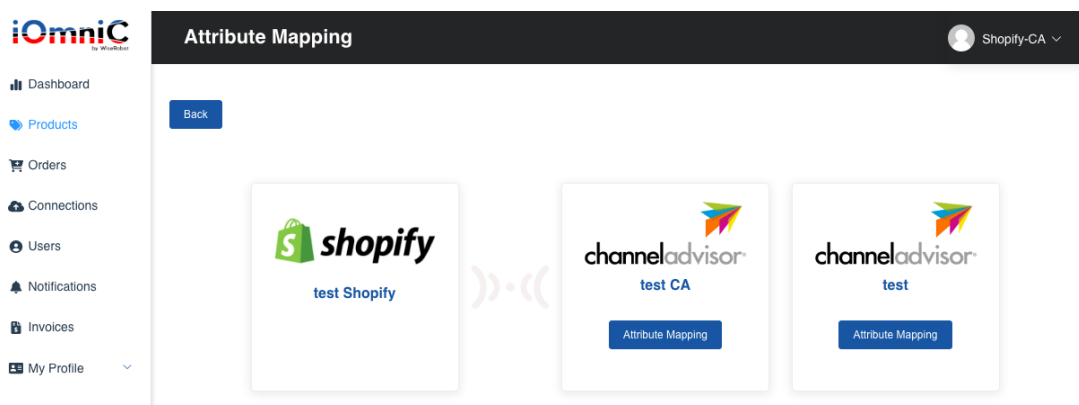 iOmniC
by WiseRobot
Attribute Mapping
Shopify-CA
Dashboard
Products
Orders
Connections
Users
Notifications
Invoices
My Profile
Back
shopify
test Shopify
channeladvisor
test CA
Attribute Mapping
channeladvisor
test
Attribute Mapping